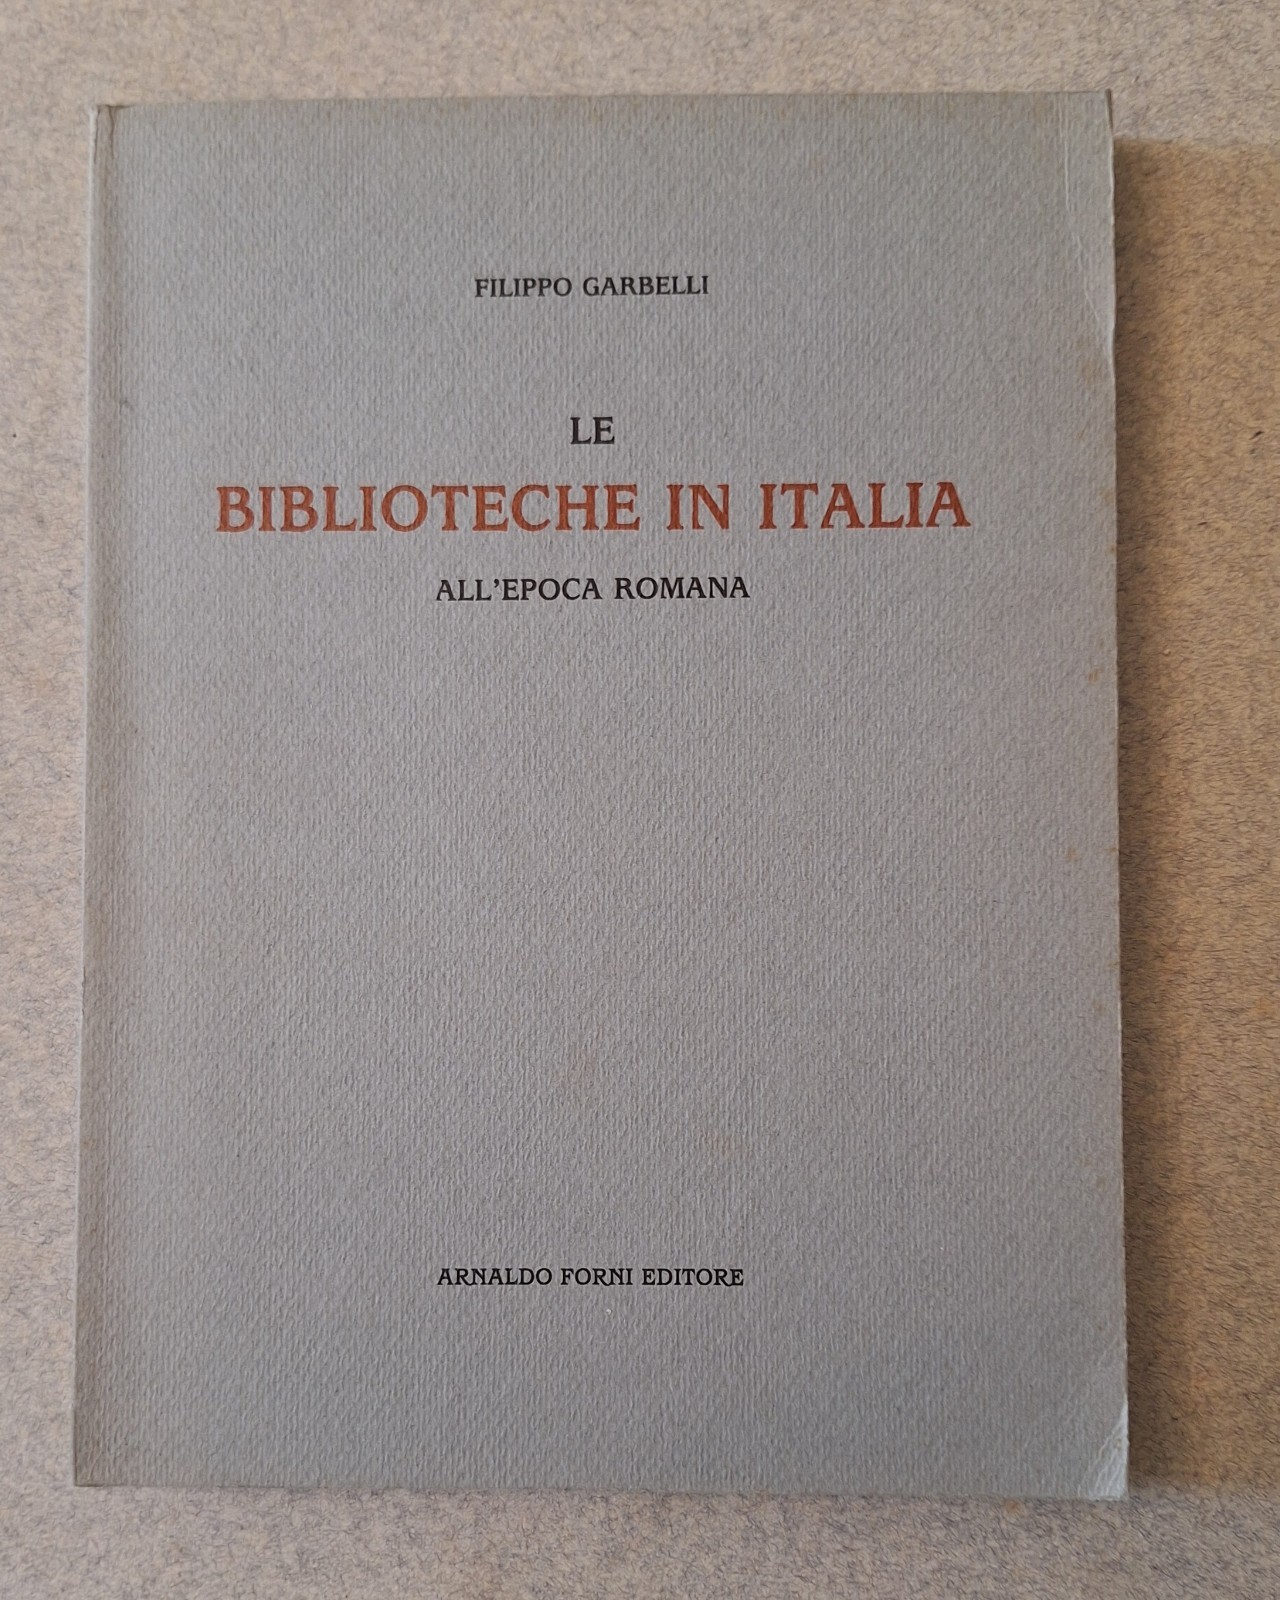 FILIPPO GARBELLI
LE
BIBLIOTECHE IN ITALIA
ALL'EPOCA ROMANA
ARNALDO FORNI EDITORE